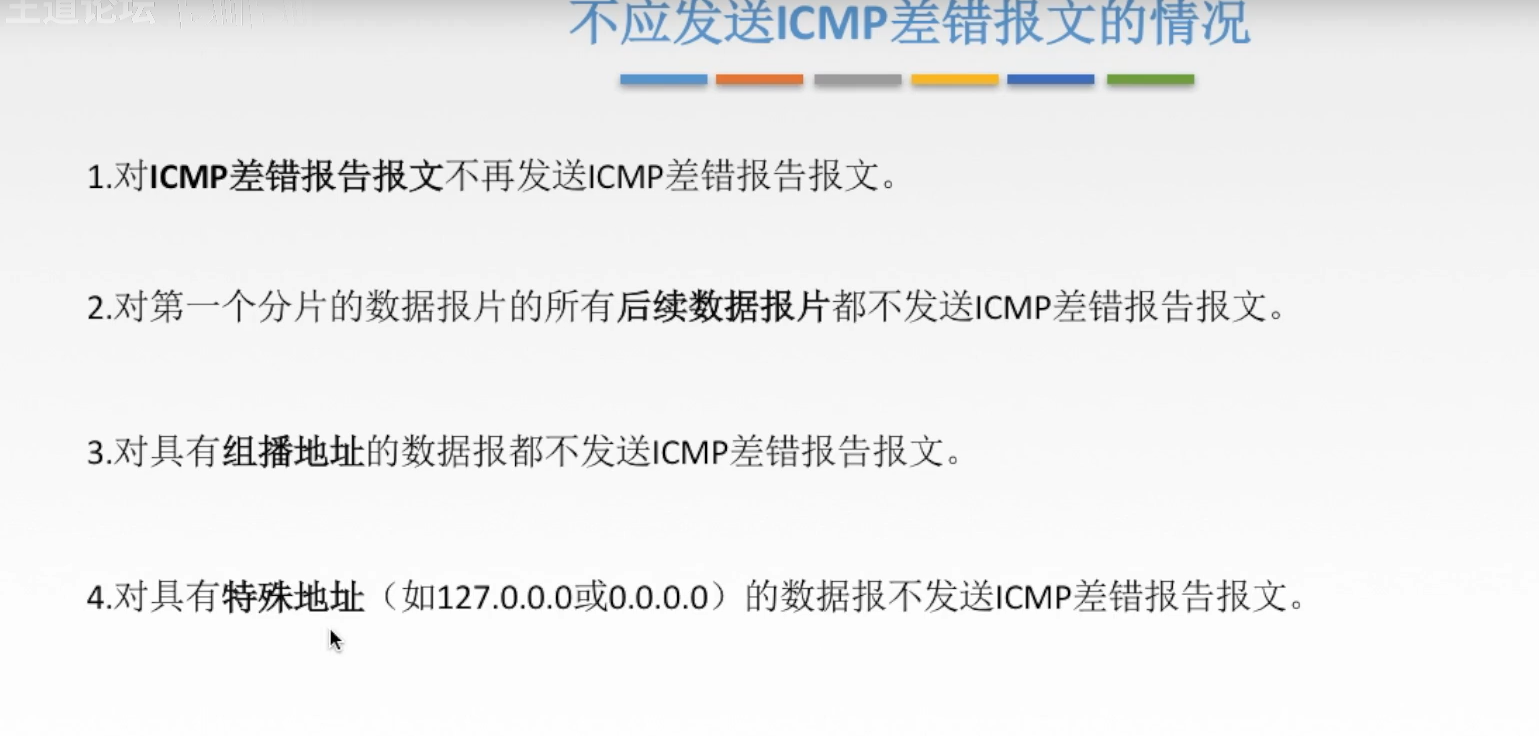 王道论坛
不应发送ICMP差错报文的情况
1.对ICMP差错报告报文不再发送ICMP差错报告报文。
2.对第一个分片的数据报片的所有后续数据报片都不发送ICMP差错报告报文。
3.对具有组播地址的数据报都不发送ICMP差错报告报文。
4.对具有特殊地址（如127.0.0.0或0.0.0.0）的数据报不发送ICMP差错报告报文。